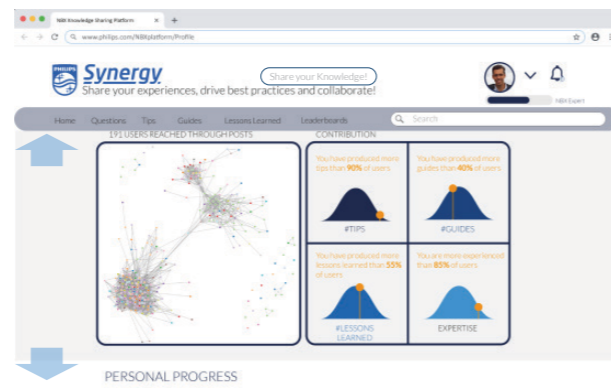 NBX Knowledge Sharing Platform
www.philips.com/NBXplatform/Profile
PHILIPS
Synergy
Share your Knowledge!
Share your experiences, drive best practices and collaborate!
NBX Expert
Home Questions Tips Guides Lessons Learned Leaderboards Search
191 USERS REACHED THROUGH POSTS
CONTRIBUTION
You have produced more
tips than 90% of users
#TIPS
You have produced more
guides than 40% of users
#GUIDES
You have produced more
lessons learned than 55%
of users
#LESSONS
LEARNED
You are more experienced
than 85% of users
EXPERTISE
PERSONAL PROGRESS